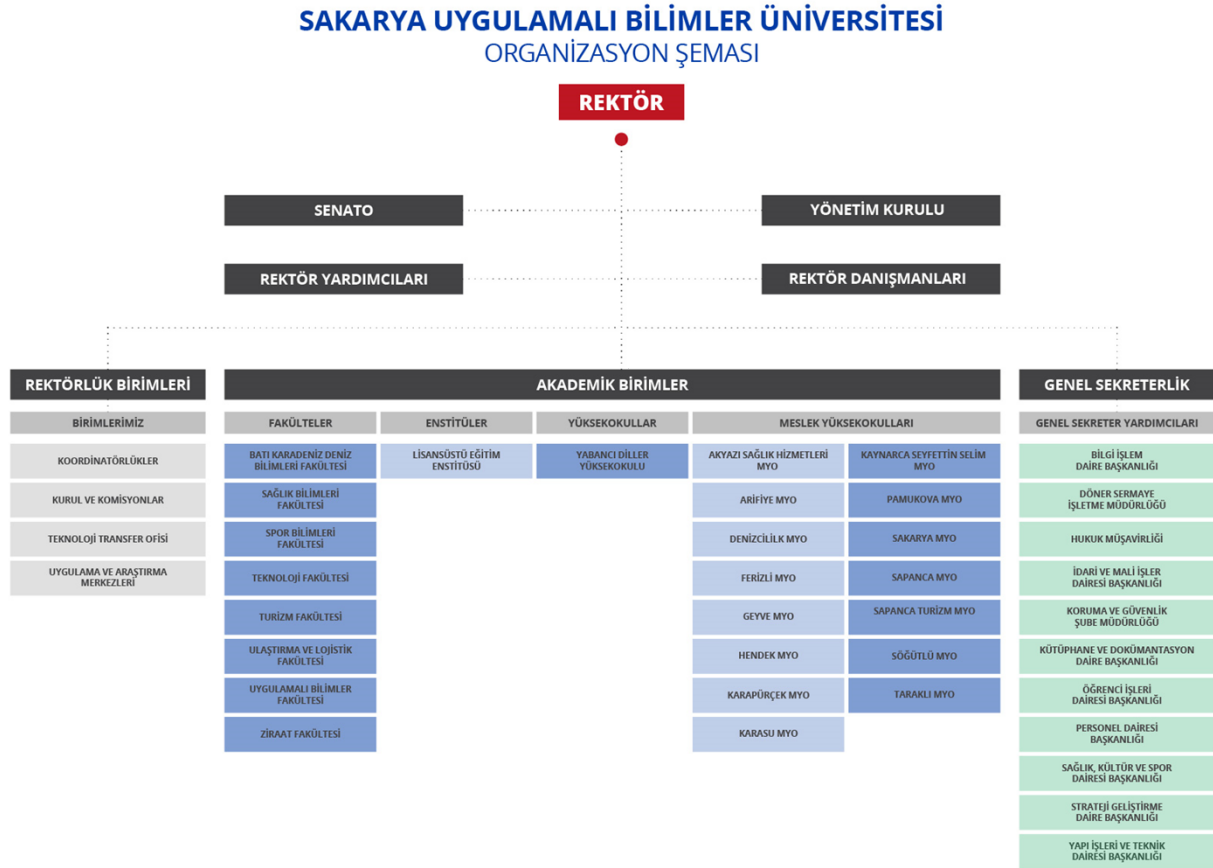 SAKARYA UYGULAMALI BİLİMLER ÜNİVERSİTESİ
ORGANİZASYON ŞEMASI
REKTÖR
SENATO
YÖNETİM KURULU
REKTÖR YARDIMCILARI
REKTÖR DANIŞMANLARI
REKTÖRLÜK BİRİMLERİ
BİRİMLERİMİZ
KOORDİNATÖRLÜKLER
KURUL VE KOMİSYONLAR
TEKNOLOJİ TRANSFER OFİSİ
UYGULAMA VE ARAŞTIRMA
MERKEZLERİ
AKADEMİK BİRİMLER
FAKÜLTELER
BATI KARADENİZ DENİZ
BİLİMLERİ FAKÜLTESİ
SAĞLIK BİLİMLERİ
FAKÜLTESİ
SPOR BİLİMLERİ
FAKÜLTESİ
TEKNOLOJİ FAKÜLTESİ
TURİZM FAKÜLTESİ
ULAŞTIRMA VE LOJİSTİK
FAKÜLTESİ
UYGULAMALI BİLİMLER
FAKÜLTESİ
ZİRAAT FAKÜLTESİ
ENSTİTÜLER
LİSANSÜSTÜ EĞİTİM
ENSTİTÜSÜ
YÜKSEKOKULLAR
YABANCI DİLLER
YÜKSEKOKULU
MESLEK YÜKSEKOKULLARI
AKYAZI SAĞLIK HİZMETLERİ
MYO
ARİFİYE MYO
DENİZCİLİLK MYO
FERİZLİ MYO
GEYVE MYO
HENDEK MYO
KARAPÜRÇEK MYO
KARASU MYO
KAYNARCA SEYFETTİN SELİM
MYO
PAMUKOVA MYO
SAKARYA MYO
SAPANCA MYO
SAPANCA TURİZM MYO
SÖĞÜTLÜ MYO
TARAKLI MYO
GENEL SEKRETERLİK
GENEL SEKRETER YARDIMCILARI
BİLGİ İŞLEM
DAİRE BAŞKANLIĞI
DÖNER SERMAYE
İŞLETME MÜDÜRLÜĞÜ
HUKUK MÜŞAVİRLİĞİ
İDARİ VE MALİ İŞLER
DAİRESİ BAŞKANLIĞI
KORUMA VE GÜVENLİK
ŞUBE MÜDÜRLÜĞÜ
KÜTÜPHANE VE DOKÜMANTASYON
DAİRE BAŞKANLIĞI
ÖĞRENCİ İŞLERİ
DAİRESİ BAŞKANLIĞI
PERSONEL DAİRESİ
BAŞKANLIĞI
SAĞLIK, KÜLTÜR VE SPOR
DAİRESİ BAŞKANLIĞI
STRATEJİ GELİŞTİRME
DAİRE BAŞKANLIĞI
YAPI İŞLERİ VE TEKNİK
DAİRESİ BAŞKANLIĞI